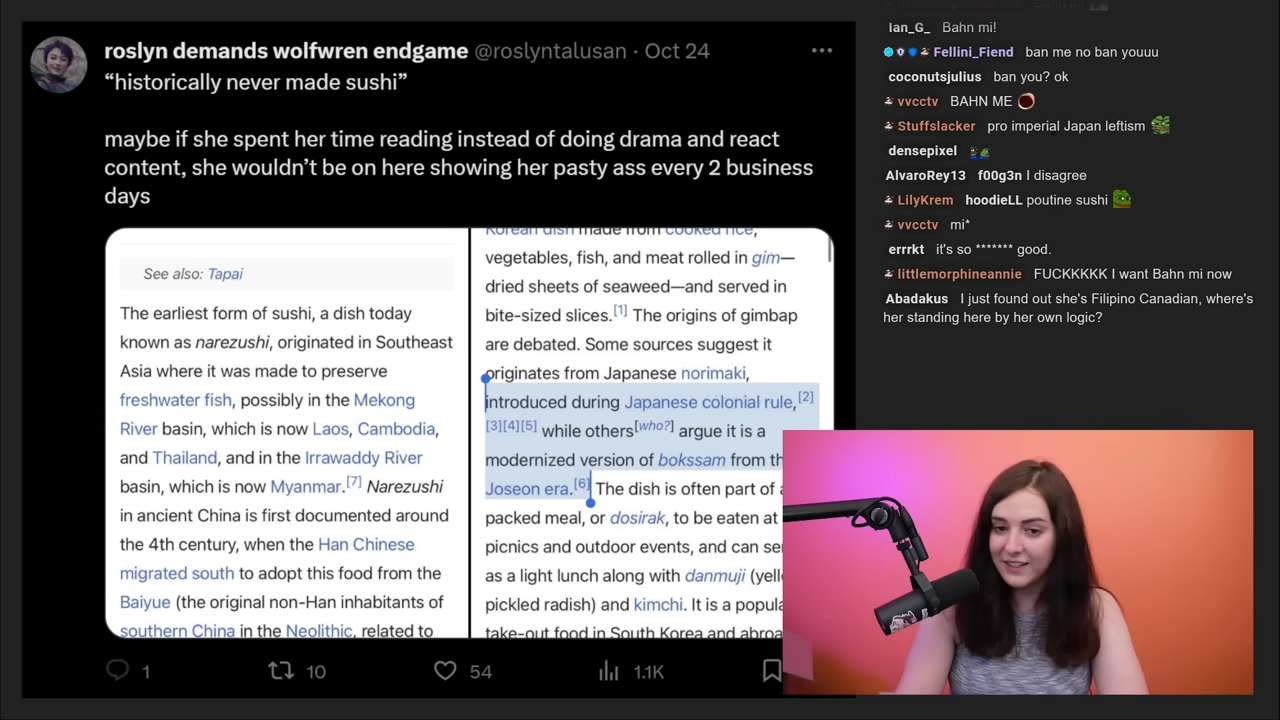 roslyn demands wolfwren endgame @roslyntalusan · Oct 24
“historically never made sushi”
maybe if she spent her time reading instead of doing drama and react
content, she wouldn’t be on here showing her pasty ass every 2 business
days
See also: Tapai
The earliest form of sushi, a dish today
known as narezushi, originated in Southeast
Asia where it was made to preserve
freshwater fish, possibly in the Mekong
River basin, which is now Laos, Cambodia,
and Thailand, and in the Irrawaddy River
basin, which is now Myanmar.[7] Narezushi
in ancient China is first documented around
the 4th century, when the Han Chinese
migrated south to adopt this food from the
Baiyue (the original non-Han inhabitants of
southern China in the Neolithic, related to
Korean dish made from cooked rice,
vegetables, fish, and meat rolled in gim—
dried sheets of seaweed—and served in
bite-sized slices.[1] The origins of gimbap
are debated. Some sources suggest it
originates from Japanese norimaki,
introduced during Japanese colonial rule,[2]
[3][4][5] while others[who?] argue it is a
modernized version of bokssam from
Joseon era.[6] The dish is often part of
packed meal, or dosirak, to be eaten at
picnics and outdoor events, and can
as a light lunch along with danmuji
pickled radish) and kimchi. It is a
take-out food in South Korea and
1
10
54
1.1K
Ian_G_ Bahn mi!
Fellini_Fiend ban me no ban youuu
coconutsjulius ban you? ok
vvcctv BAHN ME
Stuffslacker pro imperial Japan leftism
densepixel
AlvaroRey13 f00g3n I disagree
LilyKrem hoodieLL poutine sushi
vvcctv mi*
errrkt it's so ******* good.
littlemorphineannie FUCKKKKK I want Bahn mi now
Abadakus I just found out she's Filipino Canadian, where's
her standing here by her own logic?